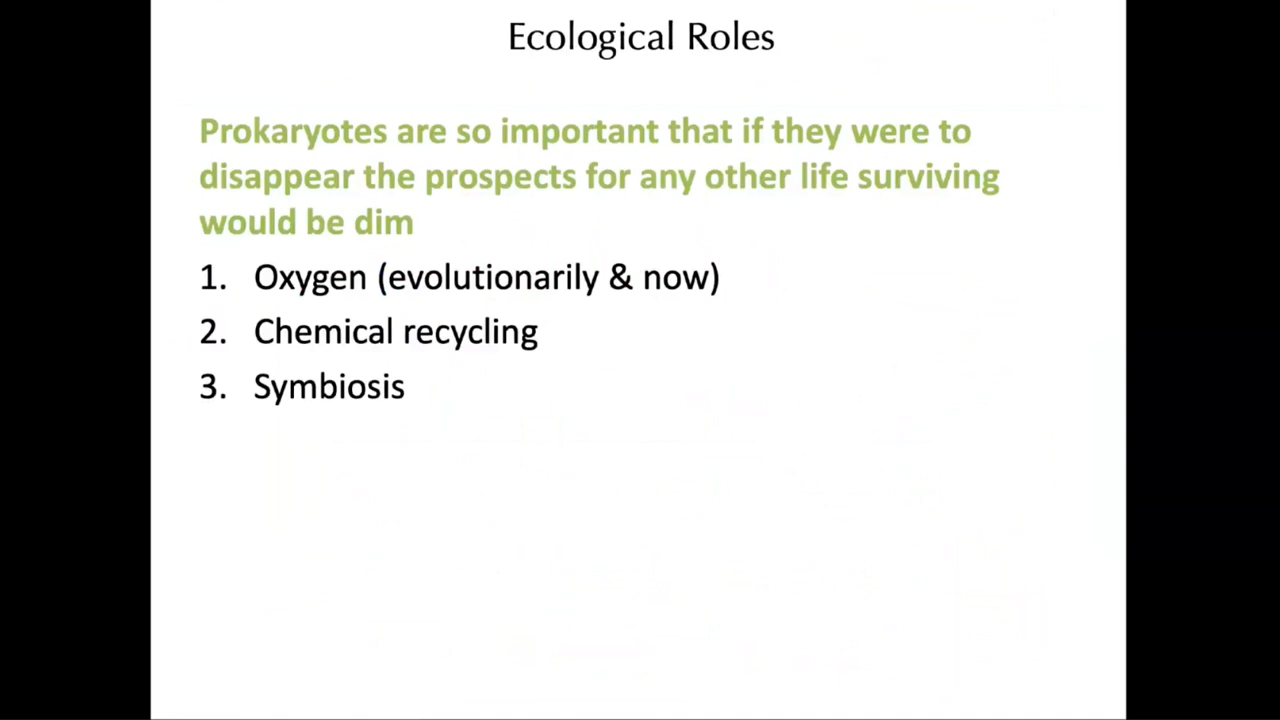 Ecological Roles
Prokaryotes are so important that if they were to
disappear the prospects for any other life surviving
would be dim
1. Oxygen (evolutionarily & now)
2. Chemical recycling
3. Symbiosis